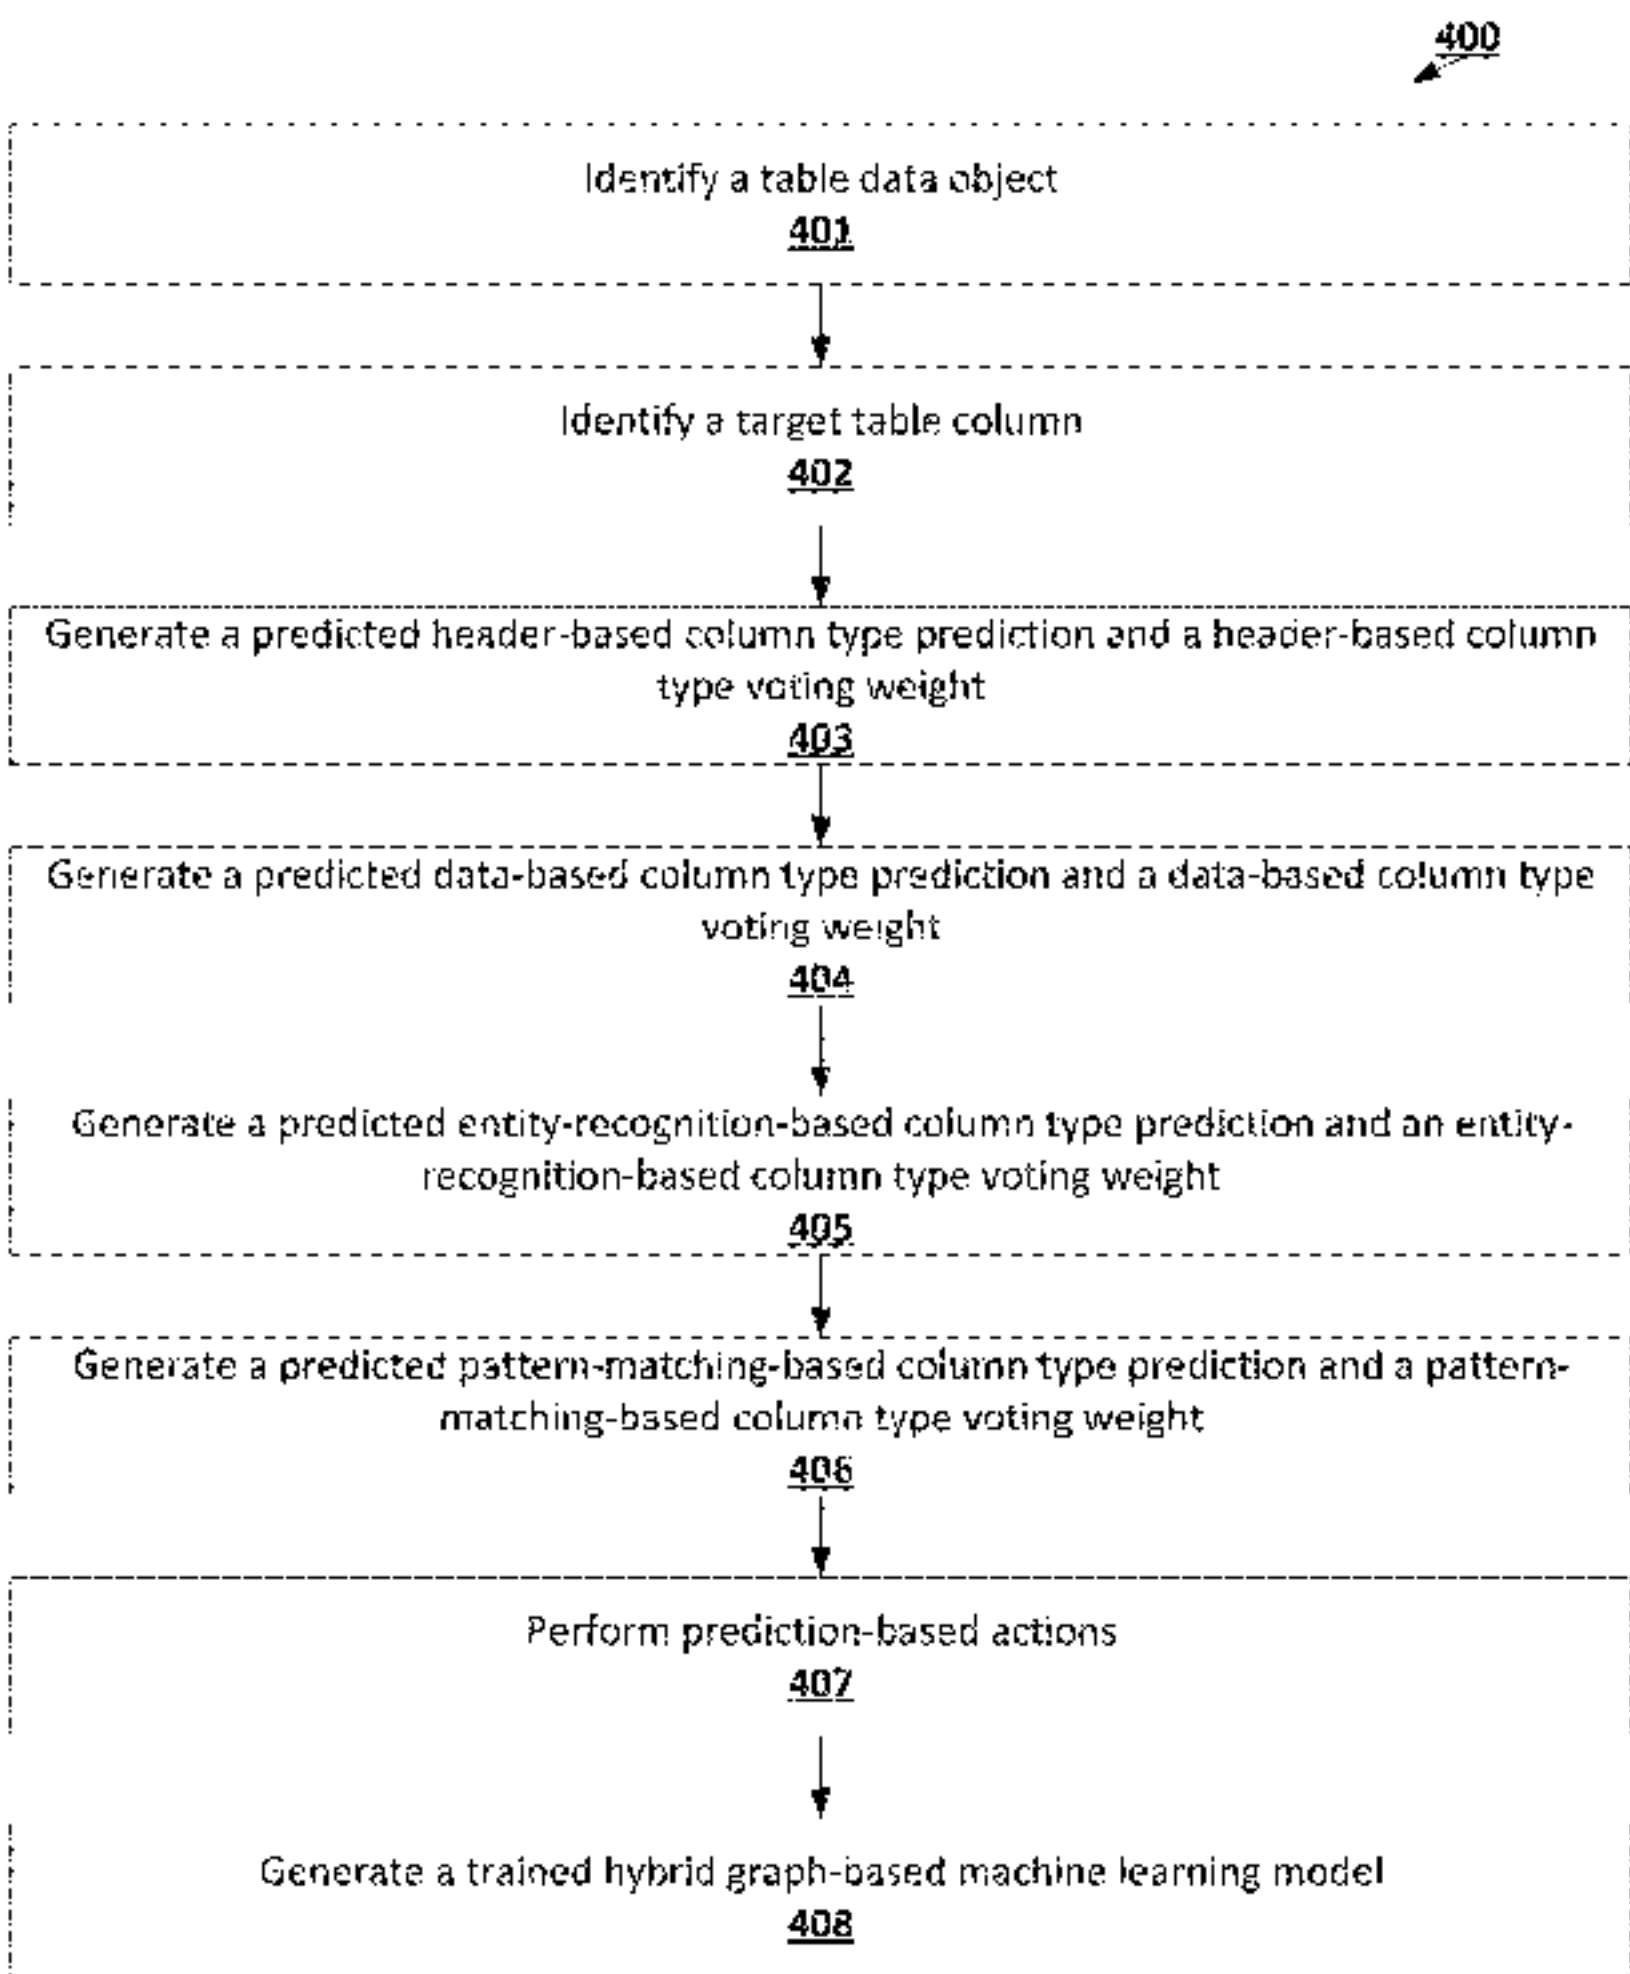 400
Identify a table data object
401
Identify a target table column
402
Generate a predicted header-based column type prediction and a header-based column
type voting weight
403
Generate a predicted data-based column type prediction and a data-based column type
voting weight
404
Generate a predicted entity-recognition-based column type prediction and an entity-
recognition-based column type voting weight
405
Generate a predicted pattern-matching-based column type prediction and a pattern-
matching-based column type voting weight
406
Perform prediction-based actions
407
Generate a trained hybrid graph-based machine learning model
408